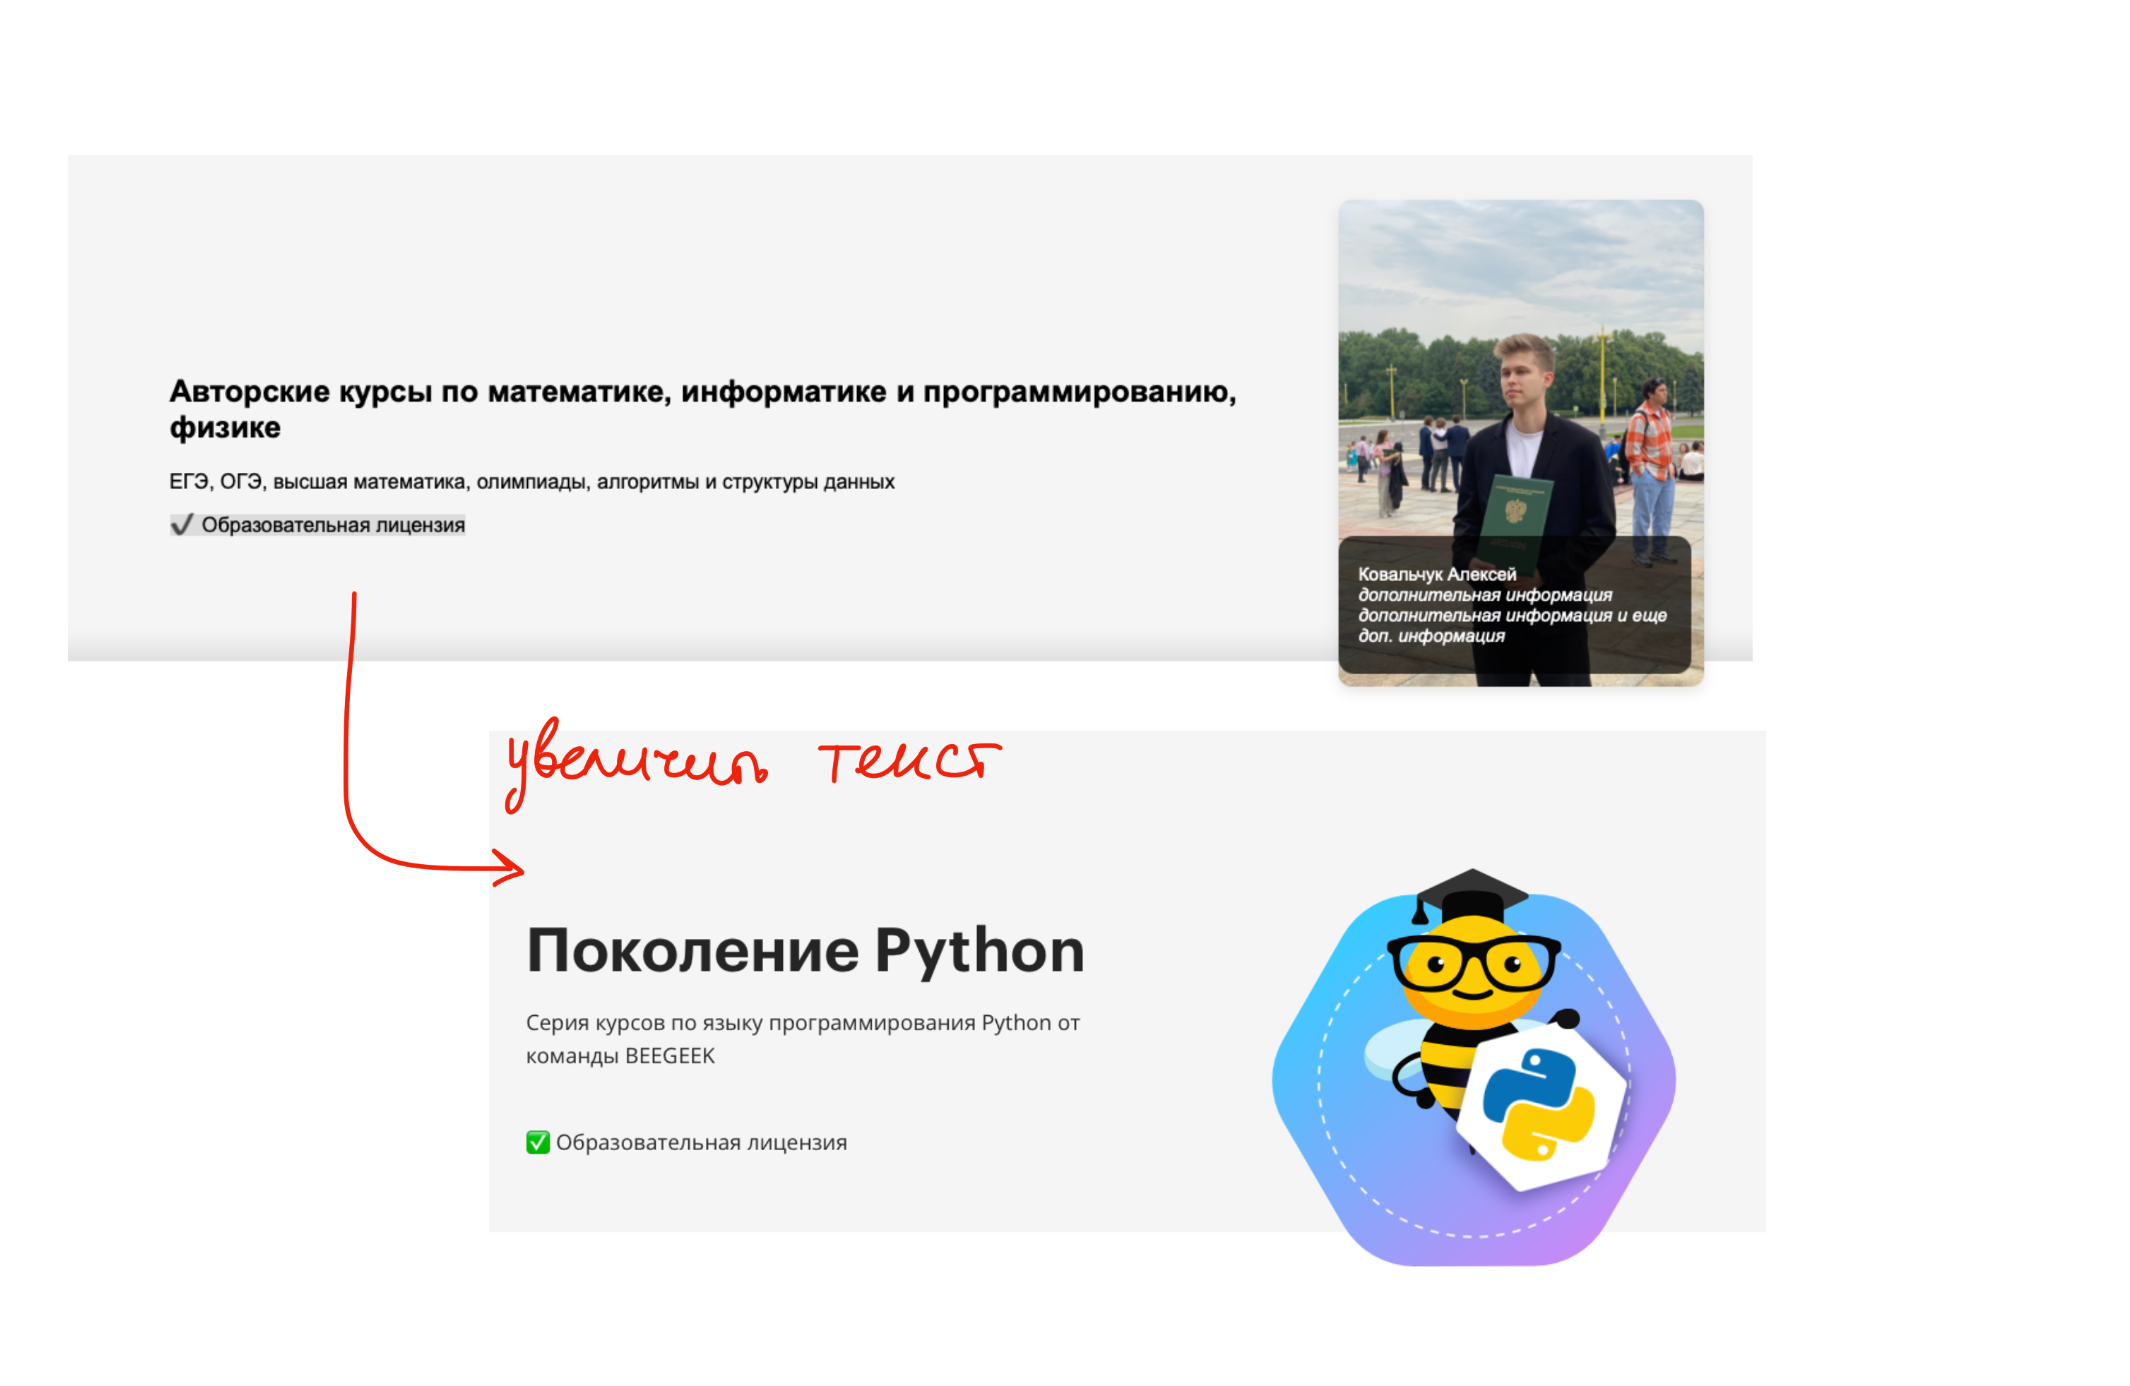 Авторские курсы по математике, информатике и программированию,
физике
ЕГЭ, ОГЭ, высшая математика, олимпиады, алгоритмы и структуры данных
✔ Образовательная лицензия
Ковальчук Алексей
дополнительная информация
дополнительная информация и еще
доп. информация
увеличить текст
Поколение Python
Серия курсов по языку программирования Python от
команды BEEGEEK
✅ Образовательная лицензия